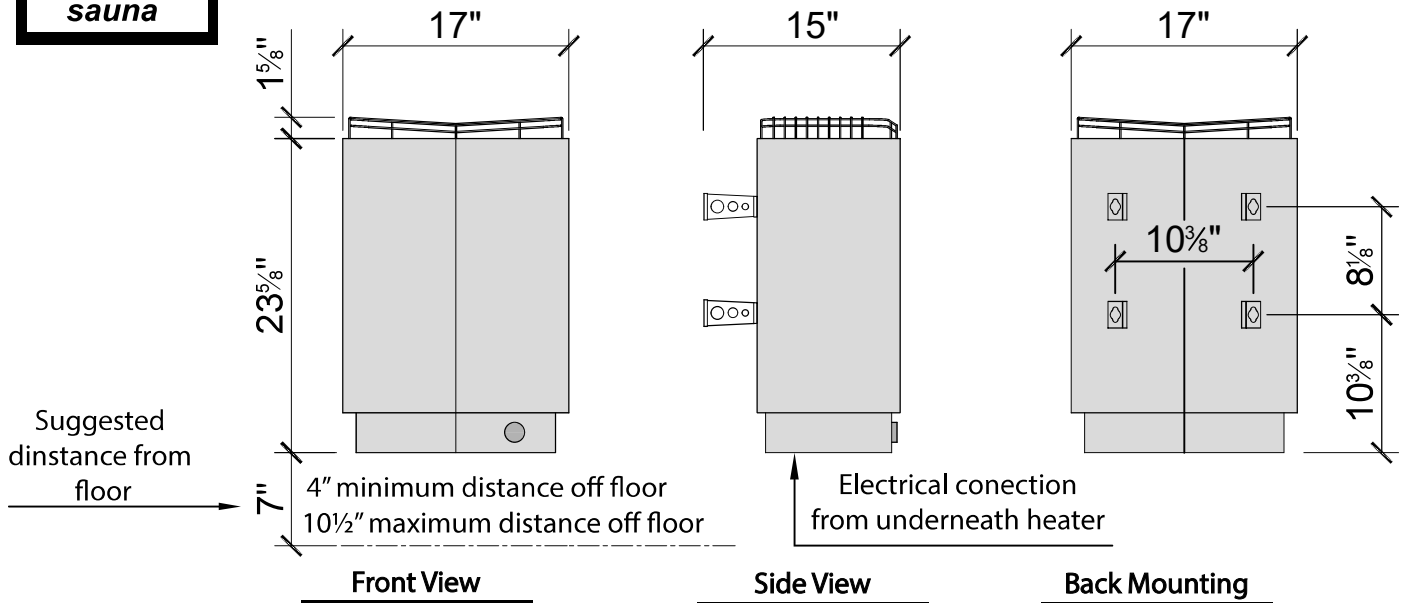 sauna
17"
15"
17"
1⅝"
23⅝"
10⅜"
8⅛"
10⅜"
Suggested
dinstance from
floor
7"
4” minimum distance off floor
10½” maximum distance off floor
Electrical conection
from underneath heater
Front View
Side View
Back Mounting